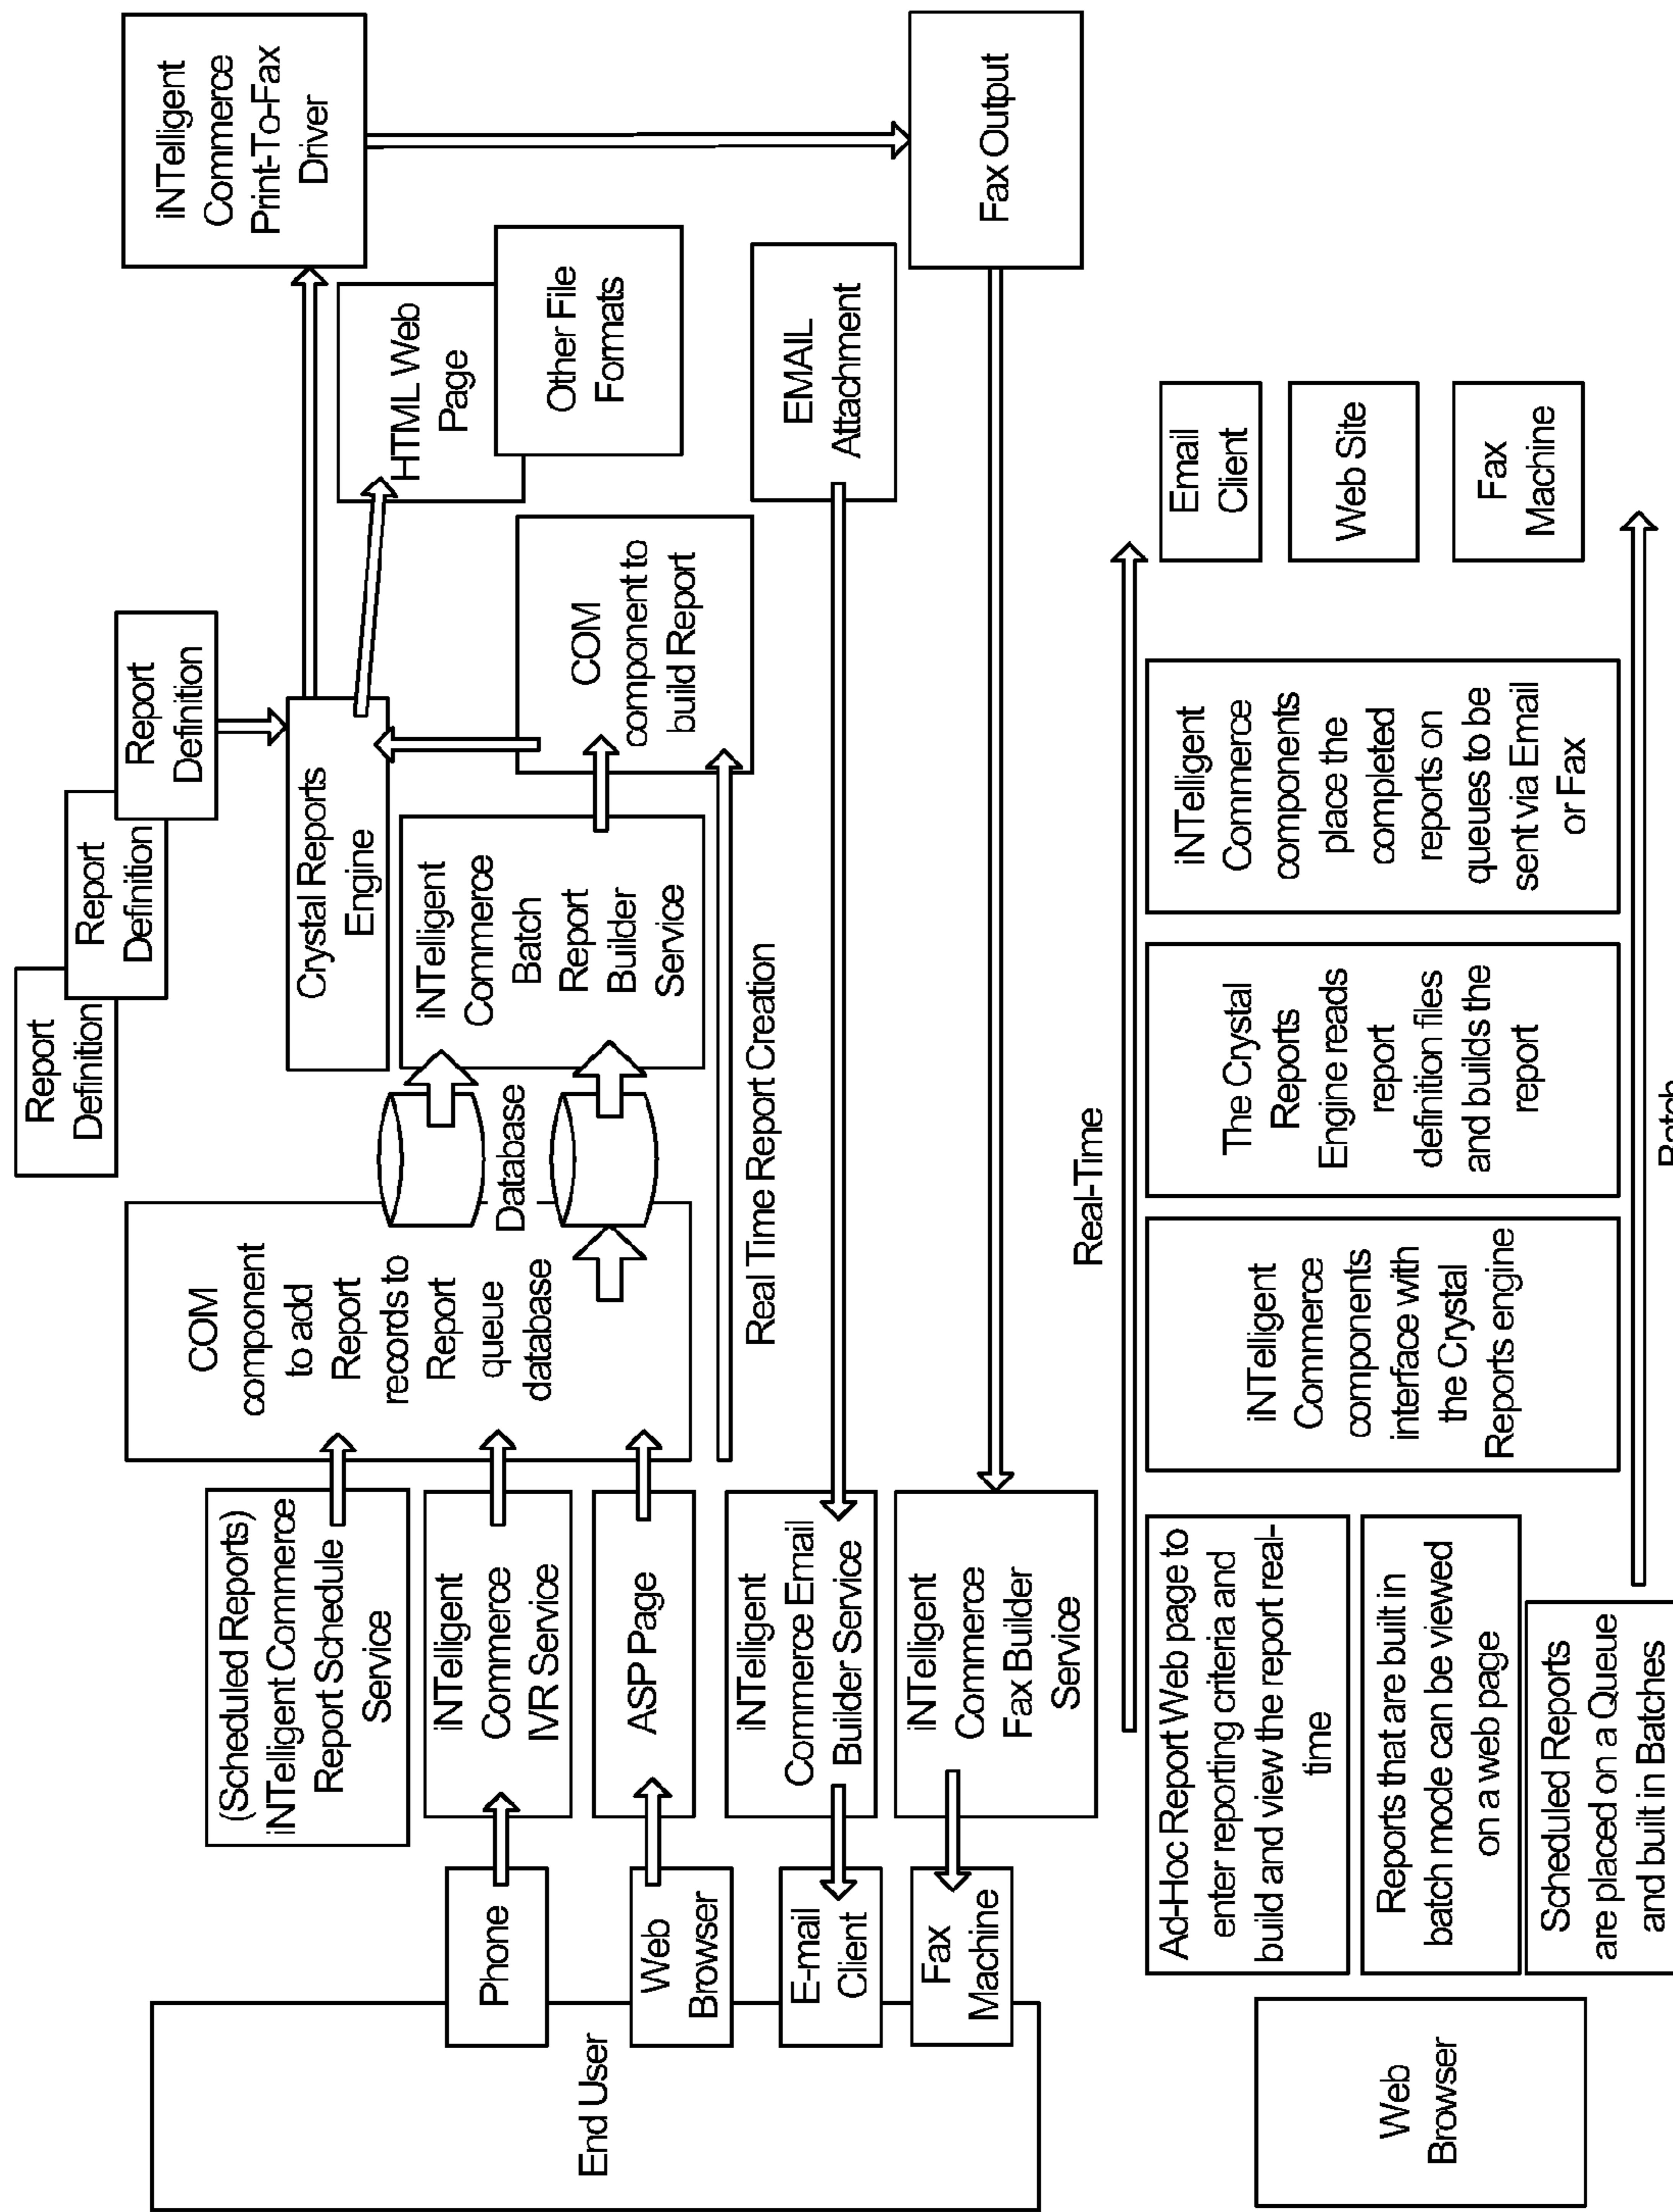 End User
Phone
Web
Browser
E-mail
Client
Fax
Machine
(Scheduled Reports)
iNTelligent Commerce
Report Schedule
Service
iNTelligent
Commerce
IVR Service
ASP Page
iNTelligent
Commerce Email
Builder Service
iNTelligent
Commerce
Fax Builder
Service
COM
component
to add
Report
records to
Report
queue
database
Database
Real Time Report Creation
iNTelligent
Commerce
Batch
Report
Builder
Service
Report
Definition
Report
Definition
Report
Definition
Crystal Reports
Engine
COM
component to
build Report
HTML Web
Page
Other File
Formats
EMAIL
Attachment
iNTelligent
Commerce
Print-To-Fax
Driver
Fax Output
Web
Browser
Real-Time
Ad-Hoc Report Web page to
enter reporting criteria and
build and view the report real-
time
Reports that are built in
batch mode can be viewed
on a web page
Scheduled Reports
are placed on a Queue
and built in Batches
iNTelligent
Commerce
components
interface with
the Crystal
Reports engine
The Crystal
Reports
Engine reads
report
definition files
and builds the
report
iNTelligent
Commerce
components
place the
completed
reports on
queues to be
sent via Email
or Fax
Email
Client
Web Site
Fax
Machine
Batch